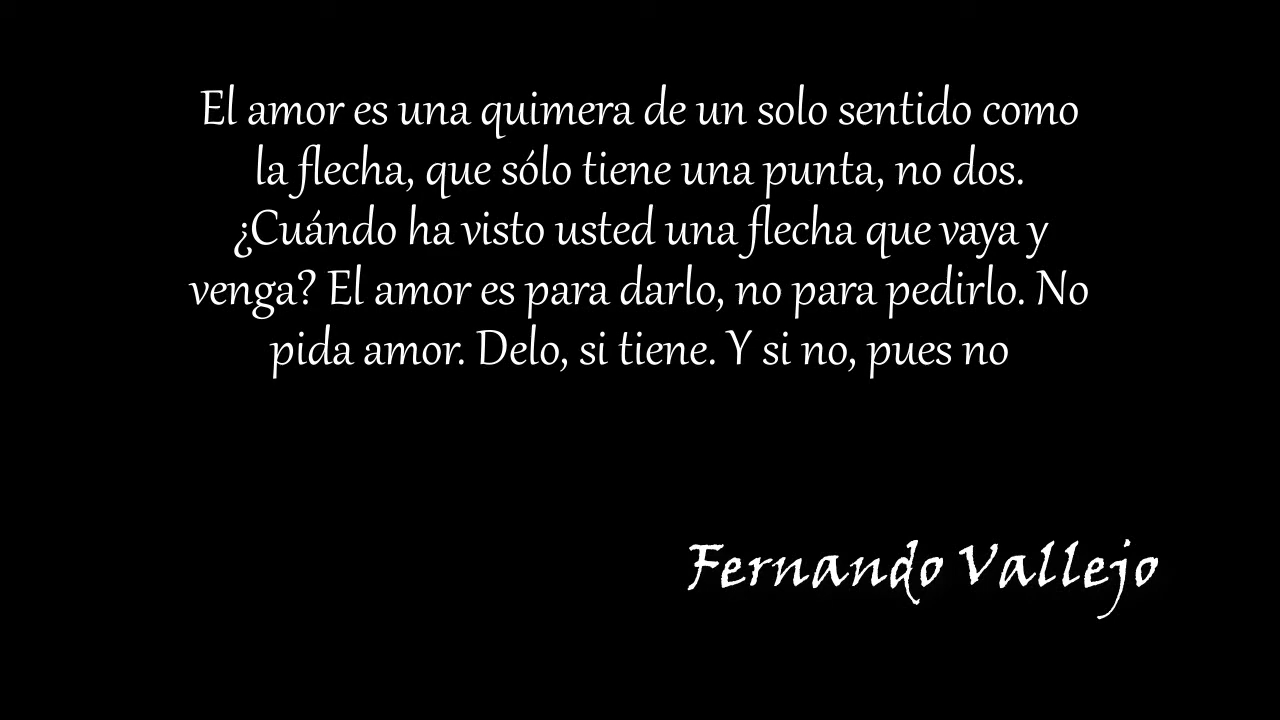 El amor es una quimera de un solo sentido como
la flecha, que sólo tiene una punta, no dos.
¿Cuándo ha visto usted una flecha que vaya y
venga? El amor es para darlo, no para pedirlo. No
pida amor. Delo, si tiene. Y si no, pues no
Fernando Vallejo